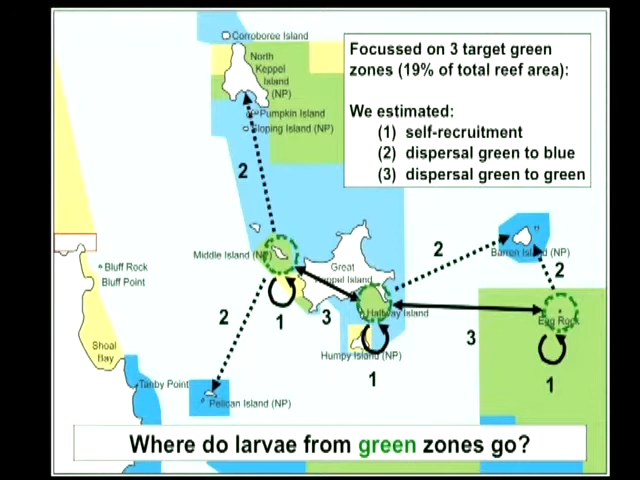 Corroboree Island
North
Keppel
Island
(NP)
Pumpkin Island
Sloping Island (NP)
Focussed on 3 target green
zones (19% of total reef area):
We estimated:
(1) self-recruitment
(2) dispersal green to blue
(3) dispersal green to green
2
Middle Island (NP)
Great
Keppel Island
2
Barren Island (NP)
2
Bluff Rock
Bluff Point
2
1
3
Halfway Island
3
Egg Rock
Shoal
Bay
Humpy Island (NP)
1
1
Tanby Point
Pelican Island (NP)
Where do larvae from green zones go?